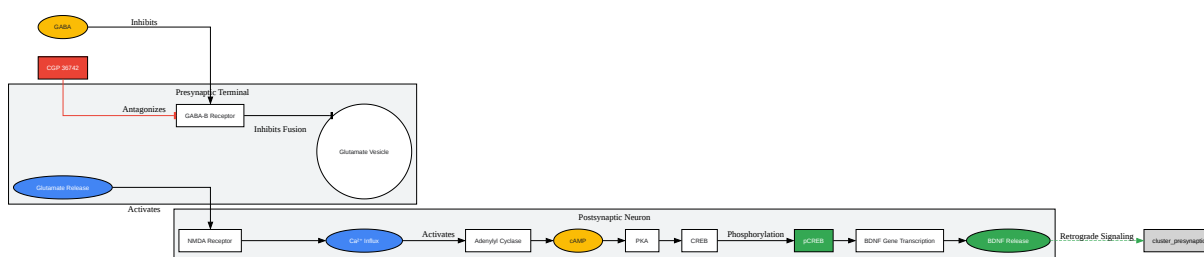 GABA
Inhibits
CGP 36742
Presynaptic Terminal
Antagonizes
GABA-B Receptor
Inhibits Fusion
Glutamate Vesicle
Glutamate Release
Activates
Postsynaptic Neuron
NMDA Receptor
Ca²⁺ Influx
Activates
Adenylyl Cyclase
cAMP
PKA
CREB
Phosphorylation
pCREB
BDNF Gene Transcription
BDNF Release
Retrograde Signaling
cluster_presynaptic